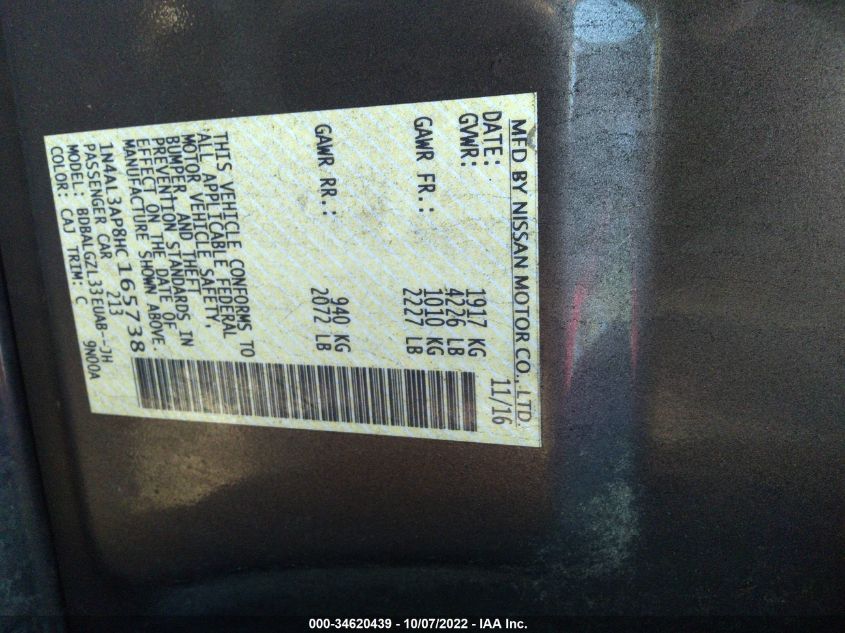 MFD BY NISSAN MOTOR CO., LTD.
DATE: 11/16
GVWR: 1917 KG
4226 LB
GAWR FR.: 1010 KG
2227 LB
GAWR RR.: 940 KG
2072 LB
THIS VEHICLE CONFORMS TO
ALL APPLICABLE FEDERAL
MOTOR VEHICLE SAFETY,
BUMPER, AND THEFT
PREVENTION STANDARDS IN
EFFECT ON THE DATE OF
MANUFACTURE SHOWN ABOVE.
1N4AL3AP8HC165738
PASSENGER CAR 213
MODEL: BDBALGZL33EUAB--JH
COLOR: CAJ TRIM: C 9N00A
000-34620439 - 10/07/2022 - IAA Inc.